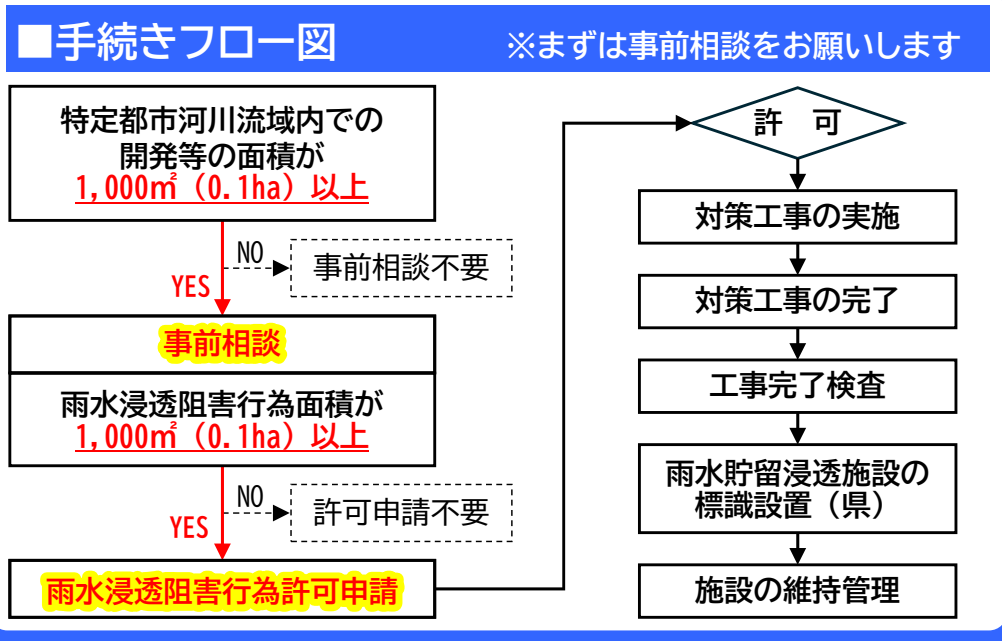 ■手続きフロー図
※まずは事前相談をお願いします
特定都市河川流域内での
開発等の面積が
1,000㎡（0.1ha）以上
NO
事前相談不要
YES
事前相談
雨水浸透阻害行為面積が
1,000㎡（0.1ha）以上
NO
許可申請不要
YES
雨水浸透阻害行為許可申請
許　可
対策工事の実施
対策工事の完了
工事完了検査
雨水貯留浸透施設の
標識設置（県）
施設の維持管理